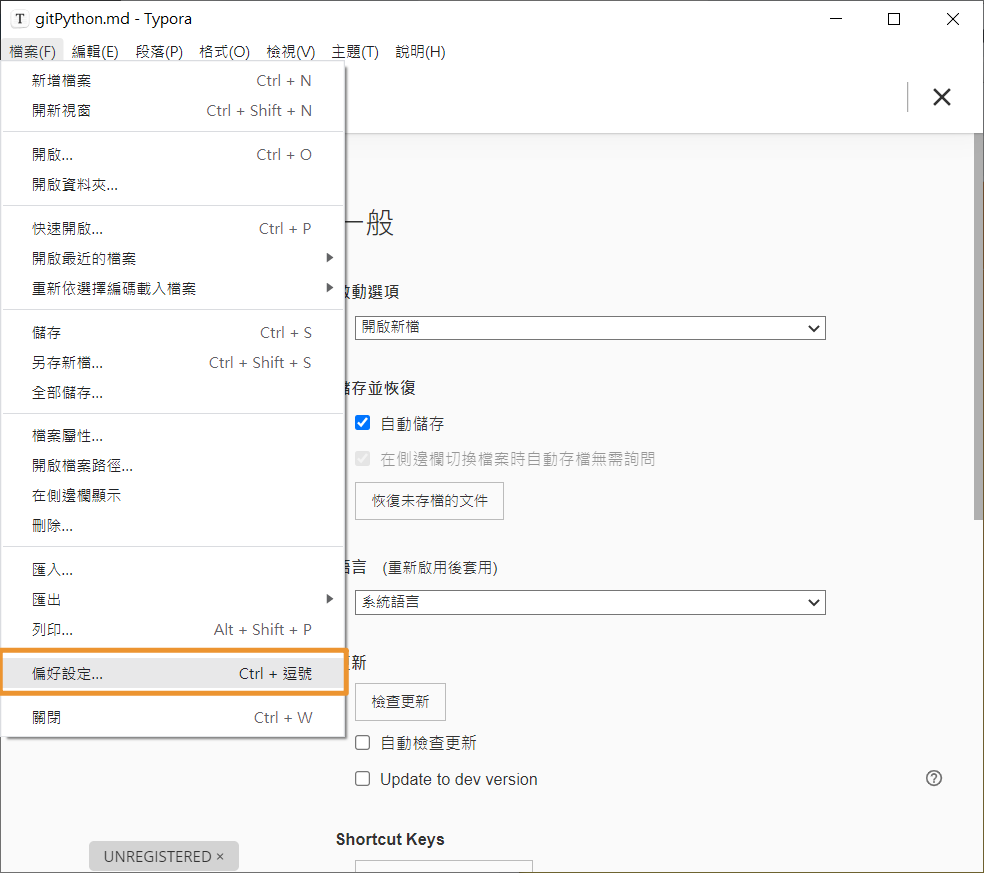 T gitPython.md - Typora
檔案(F) 編輯(E) 段落(P) 格式(O) 檢視(V) 主題(T) 說明(H)
新增檔案 Ctrl + N
開新視窗 Ctrl + Shift + N
開啟... Ctrl + O
開啟資料夾...
快速開啟... Ctrl + P
開啟最近的檔案
重新依選擇編碼載入檔案
儲存 Ctrl + S
另存新檔... Ctrl + Shift + S
全部儲存...
檔案屬性...
開啟檔案路徑...
在側邊欄顯示
刪除...
匯入...
匯出
列印... Alt + Shift + P
偏好設定... Ctrl + 逗號
關閉 Ctrl + W
一般
啟動選項
開啟新檔
儲存並恢復
自動儲存
在側邊欄切換檔案時自動存檔無需詢問
恢復未存檔的文件
語言 (重新啟用後套用)
系統語言
更新
檢查更新
自動檢查更新
Update to dev version
Shortcut Keys
UNREGISTERED ×